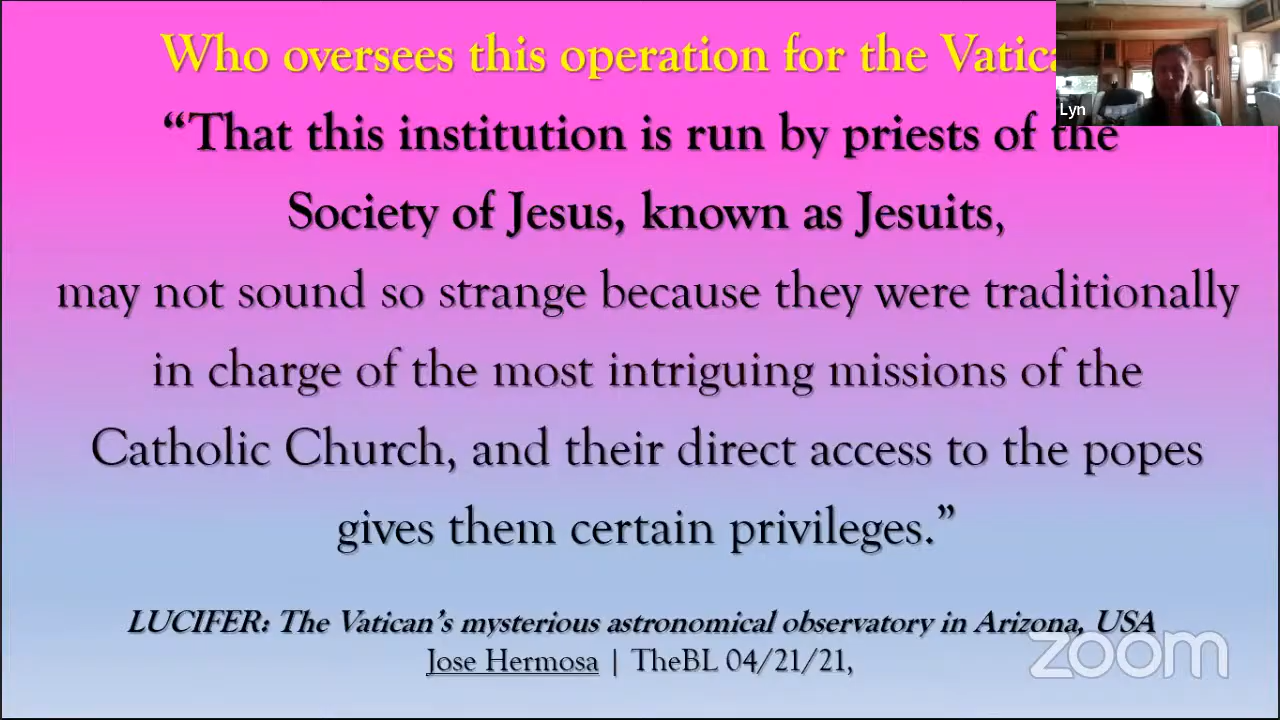 Who oversees this operation for the
Lyn
“That this institution is run by priests of the
Society of Jesus, known as Jesuits,
may not sound so strange because they were traditionally
in charge of the most intriguing missions of the
Catholic Church, and their direct access to the popes
gives them certain privileges.”
LUCIFER: The Vatican’s mysterious astronomical observatory in Arizona, USA
Jose Hermosa | TheBL 04/21/21,
zoom